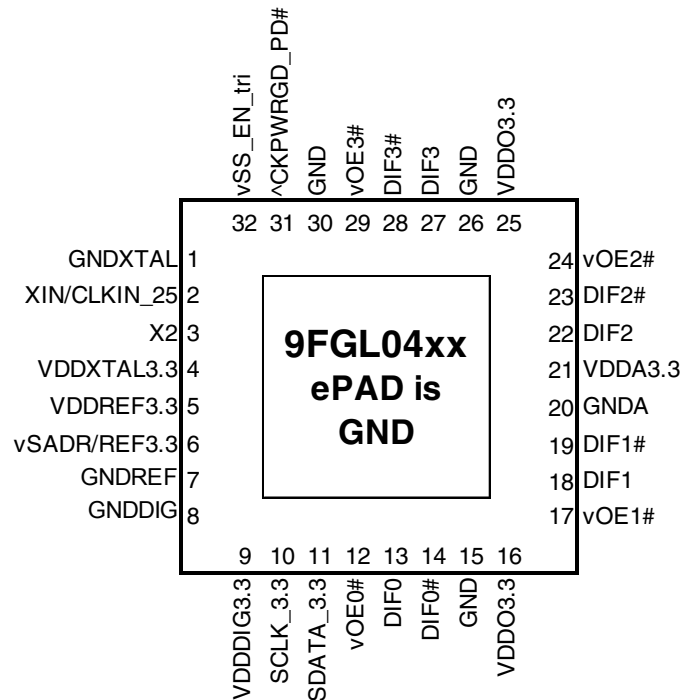 vSS_EN_tri
^CKPWRGD_PD#
GND
vOE3#
DIF3#
DIF3
GND
VDDO3.3
32 31 30 29 28 27 26 25
GNDXTAL 1
XIN/CLKIN_25 2
X2 3
VDDXTAL3.3 4
VDDREF3.3 5
vSADR/REF3.3 6
GNDREF 7
GNDDIG 8
9FGL04xx
ePAD is
GND
24 vOE2#
23 DIF2#
22 DIF2
21 VDDA3.3
20 GNDA
19 DIF1#
18 DIF1
17 vOE1#
9 10 11 12 13 14 15 16
VDDDIG3.3
SCLK_3.3
SDATA_3.3
vOE0#
DIF0
DIF0#
GND
VDDO3.3